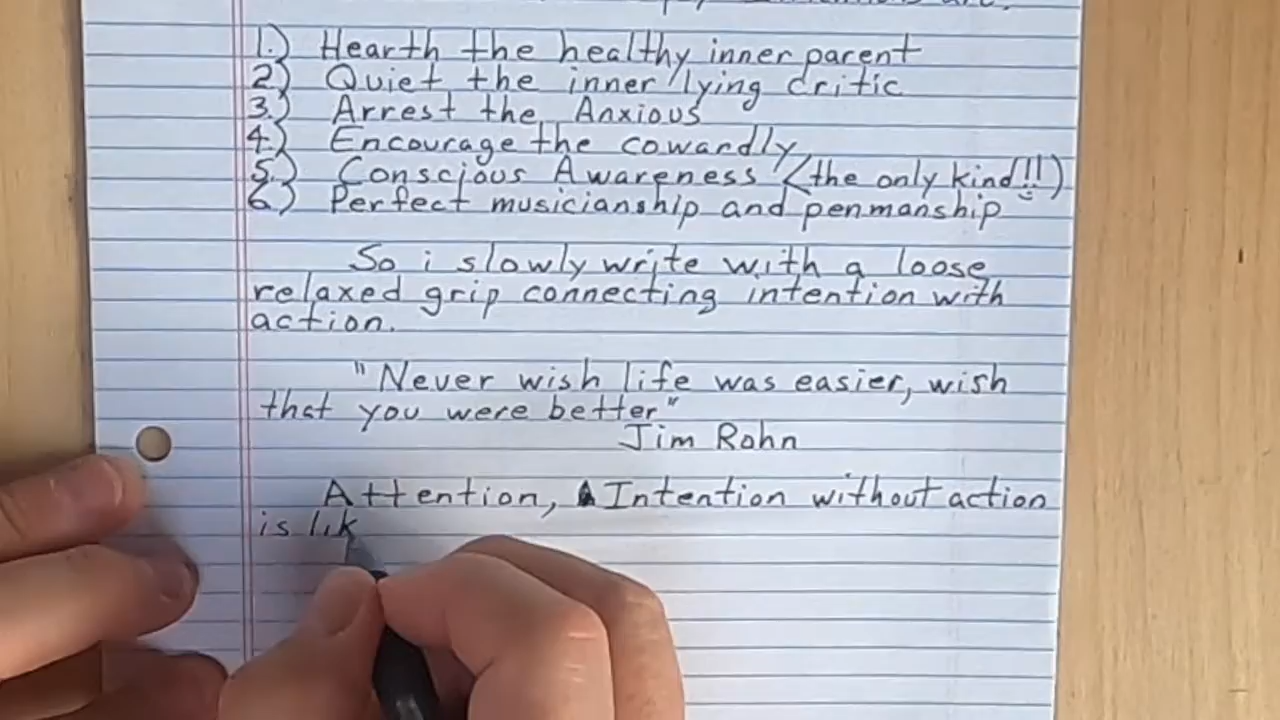 1.) Hearth the healthy inner parent
2.) Quiet the inner lying critic
3.) Arrest the Anxious
4.) Encourage the cowardly
5.) Conscious Awareness (the only kind!!)
6.) Perfect musicianship and penmanship
So i slowly write with a loose
relaxed grip connecting intention with
action.
"Never wish life was easier, wish
that you were better"
Jim Rohn
Attention, Intention without action
is lik